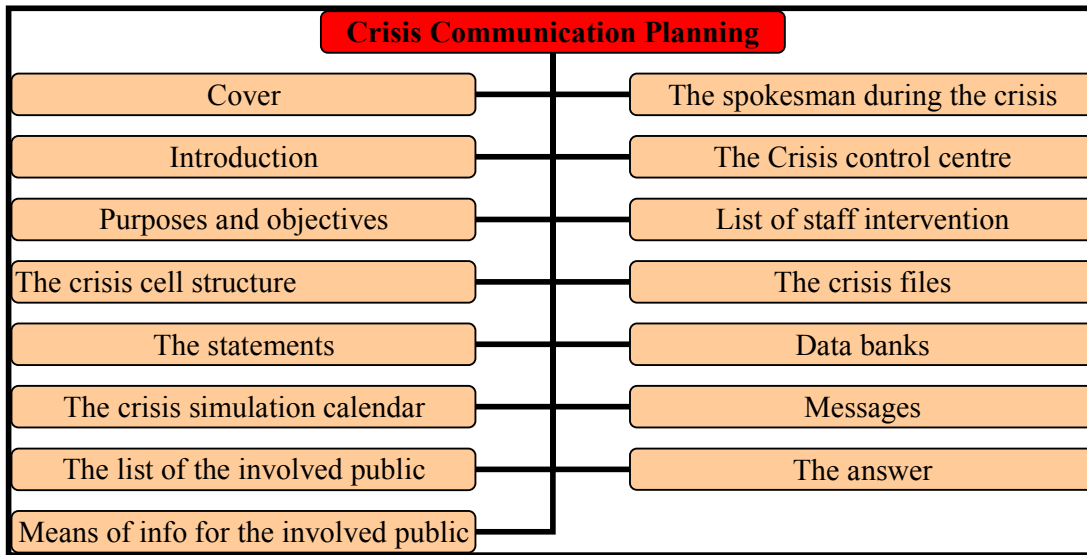 Crisis Communication Planning
Cover
The spokesman during the crisis
Introduction
The Crisis control centre
Purposes and objectives
List of staff intervention
The crisis cell structure
The crisis files
The statements
Data banks
The crisis simulation calendar
Messages
The list of the involved public
The answer
Means of info for the involved public